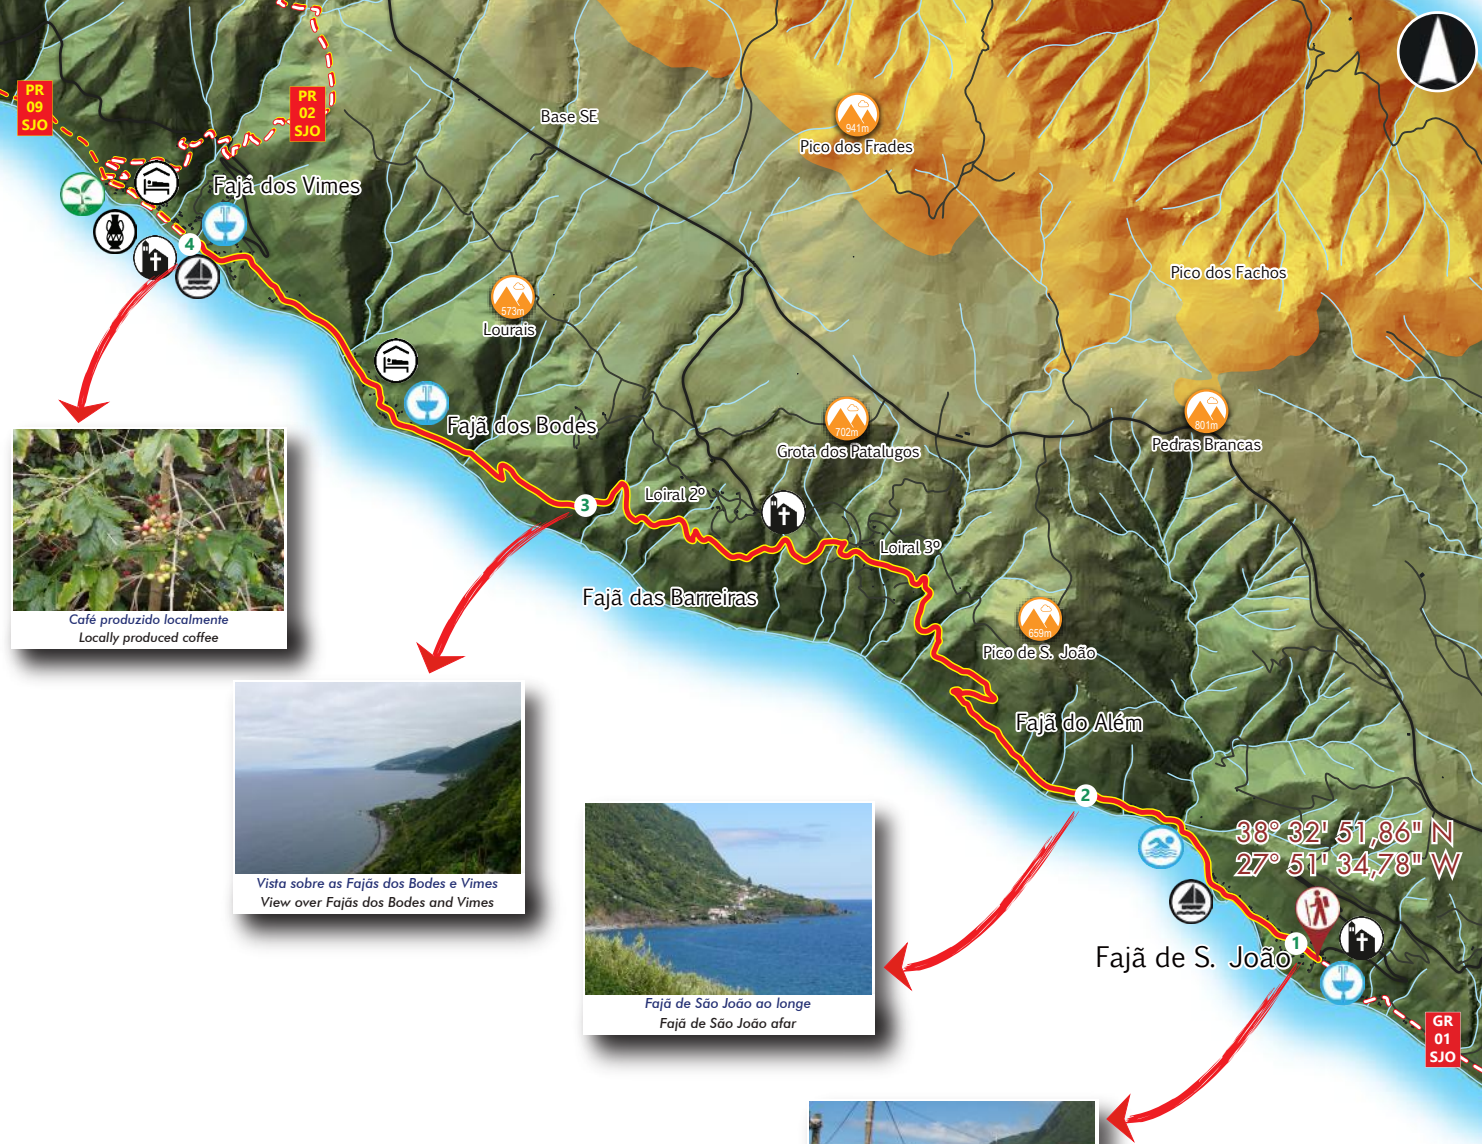 PR
09
SJO
PR
02
SJO
Base SE
941m
Pico dos Frades
Fajã dos Vimes
4
Pico dos Fachos
573m
Lourais
Fajã dos Bodes
702m
Grota dos Patalugos
801m
Pedras Brancas
3
Loiral 2º
Loiral 3º
Fajã das Barreiras
659m
Pico de S. João
Fajã do Além
2
38° 32' 51,86" N
27° 51' 34,78" W
1
Fajã de S. João
GR
01
SJO
Café produzido localmente
Locally produced coffee
Vista sobre as Fajãs dos Bodes e Vimes
View over Fajãs dos Bodes and Vimes
Fajã de São João ao longe
Fajã de São João afar